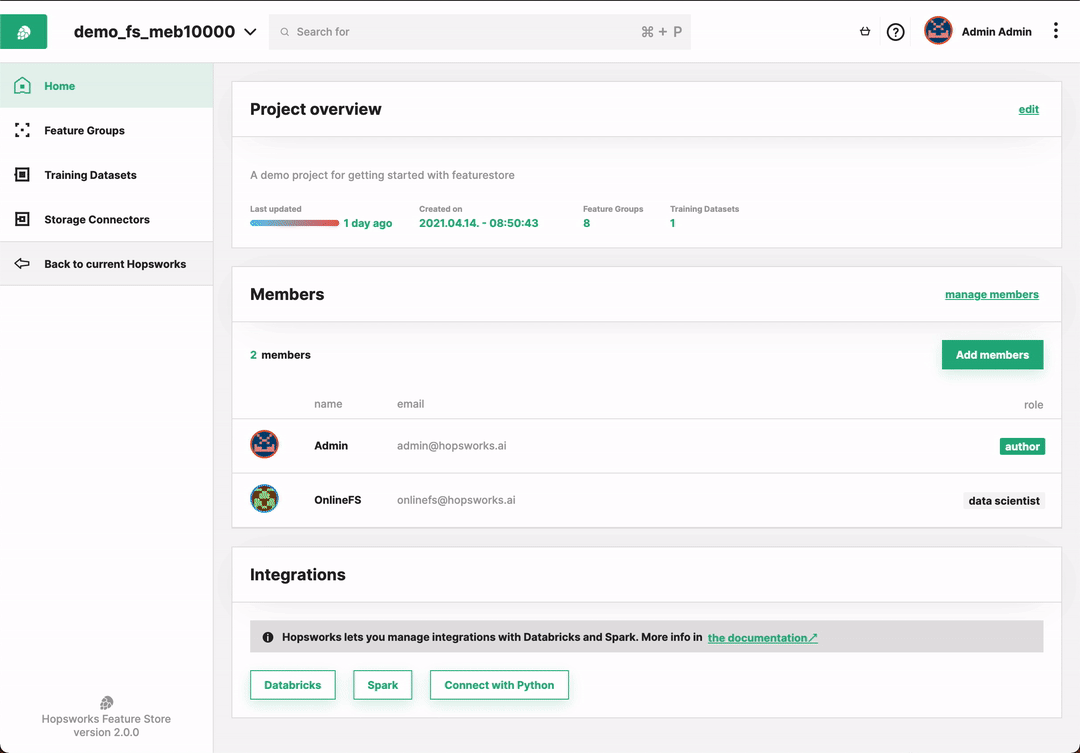 demo_fs_meb10000
Search for
⌘ + P
?
Admin Admin
Home
Feature Groups
Training Datasets
Storage Connectors
Back to current Hopsworks
Hopsworks Feature Store
version 2.0.0
Project overview
edit
A demo project for getting started with featurestore
Last updated
1 day ago
Created on
2021.04.14. - 08:50:43
Feature Groups
8
Training Datasets
1
Members
manage members
2 members
Add members
name email role
Admin admin@hopsworks.ai author
OnlineFS onlinefs@hopsworks.ai data scientist
Integrations
Hopsworks lets you manage integrations with Databricks and Spark. More info in the documentation↗
Databricks
Spark
Connect with Python